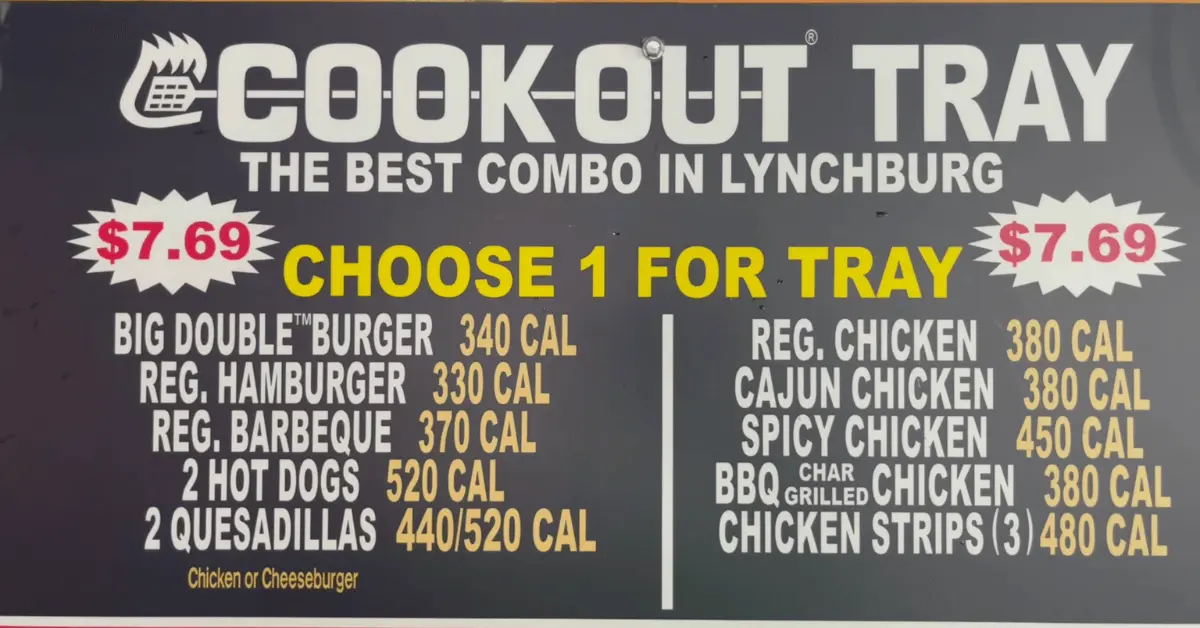 COOKOUT® TRAY
THE BEST COMBO IN LYNCHBURG
$7.69
$7.69
CHOOSE 1 FOR TRAY
BIG DOUBLE™ BURGER 340 CAL
REG. HAMBURGER 330 CAL
REG. BARBEQUE 370 CAL
2 HOT DOGS 520 CAL
2 QUESADILLAS 440/520 CAL
Chicken or Cheeseburger
REG. CHICKEN 380 CAL
CAJUN CHICKEN 380 CAL
SPICY CHICKEN 450 CAL
BBQ CHAR GRILLED CHICKEN 380 CAL
CHICKEN STRIPS (3) 480 CAL